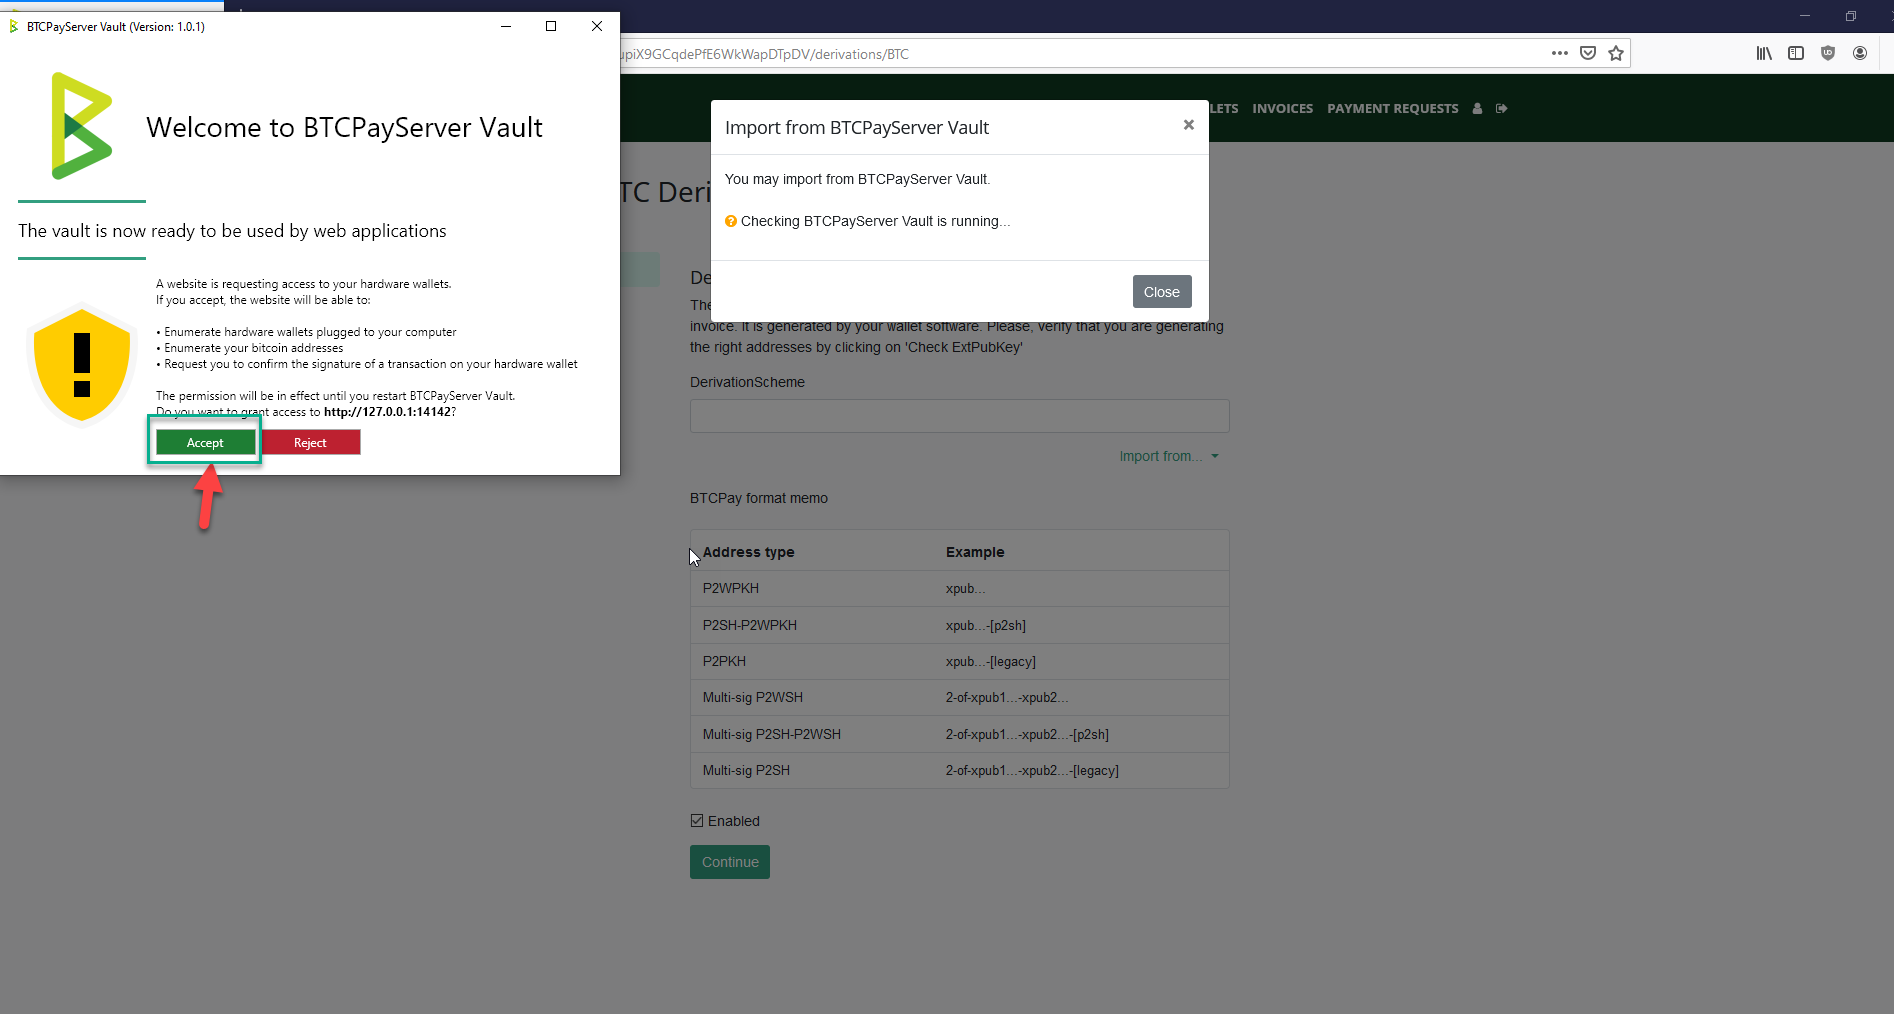 BTCPayServer Vault (Version: 1.0.1)
Welcome to BTCPayServer Vault
The vault is now ready to be used by web applications
A website is requesting access to your hardware wallets.
If you accept, the website will be able to:
• Enumerate hardware wallets plugged to your computer
• Enumerate your bitcoin addresses
• Request you to confirm the signature of a transaction on your hardware wallet
The permission will be in effect until you restart BTCPayServer Vault.
Do you want to grant access to http://127.0.0.1:14142?
Accept
Reject
upiX9GCqdePfE6WkWapDTpDV/derivations/BTC
LETS INVOICES PAYMENT REQUESTS
Import from BTCPayServer Vault
You may import from BTCPayServer Vault.
Checking BTCPayServer Vault is running...
Close
TC Deri
De
The
invoice. It is generated by your wallet software. Please, verify that you are generating
the right addresses by clicking on 'Check ExtPubKey'
DerivationScheme
Import from...
BTCPay format memo
Address type Example
P2WPKH xpub...
P2SH-P2WPKH xpub...-[p2sh]
P2PKH xpub...-[legacy]
Multi-sig P2WSH 2-of-xpub1...-xpub2...
Multi-sig P2SH-P2WSH 2-of-xpub1...-xpub2...-[p2sh]
Multi-sig P2SH 2-of-xpub1...-xpub2...-[legacy]
Enabled
Continue